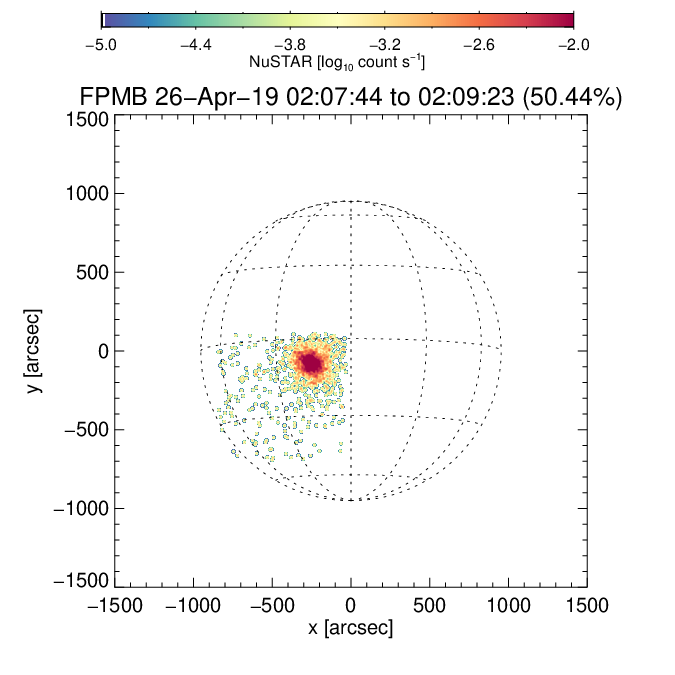 −5.0 −4.4 −3.8 −3.2 −2.6 −2.0
NuSTAR [log₁₀ count s⁻¹]
FPMB 26−Apr−19 02:07:44 to 02:09:23 (50.44%)
1500
1000
500
0
−500
−1000
−1500
y [arcsec]
−1500 −1000 −500 0 500 1000 1500
x [arcsec]